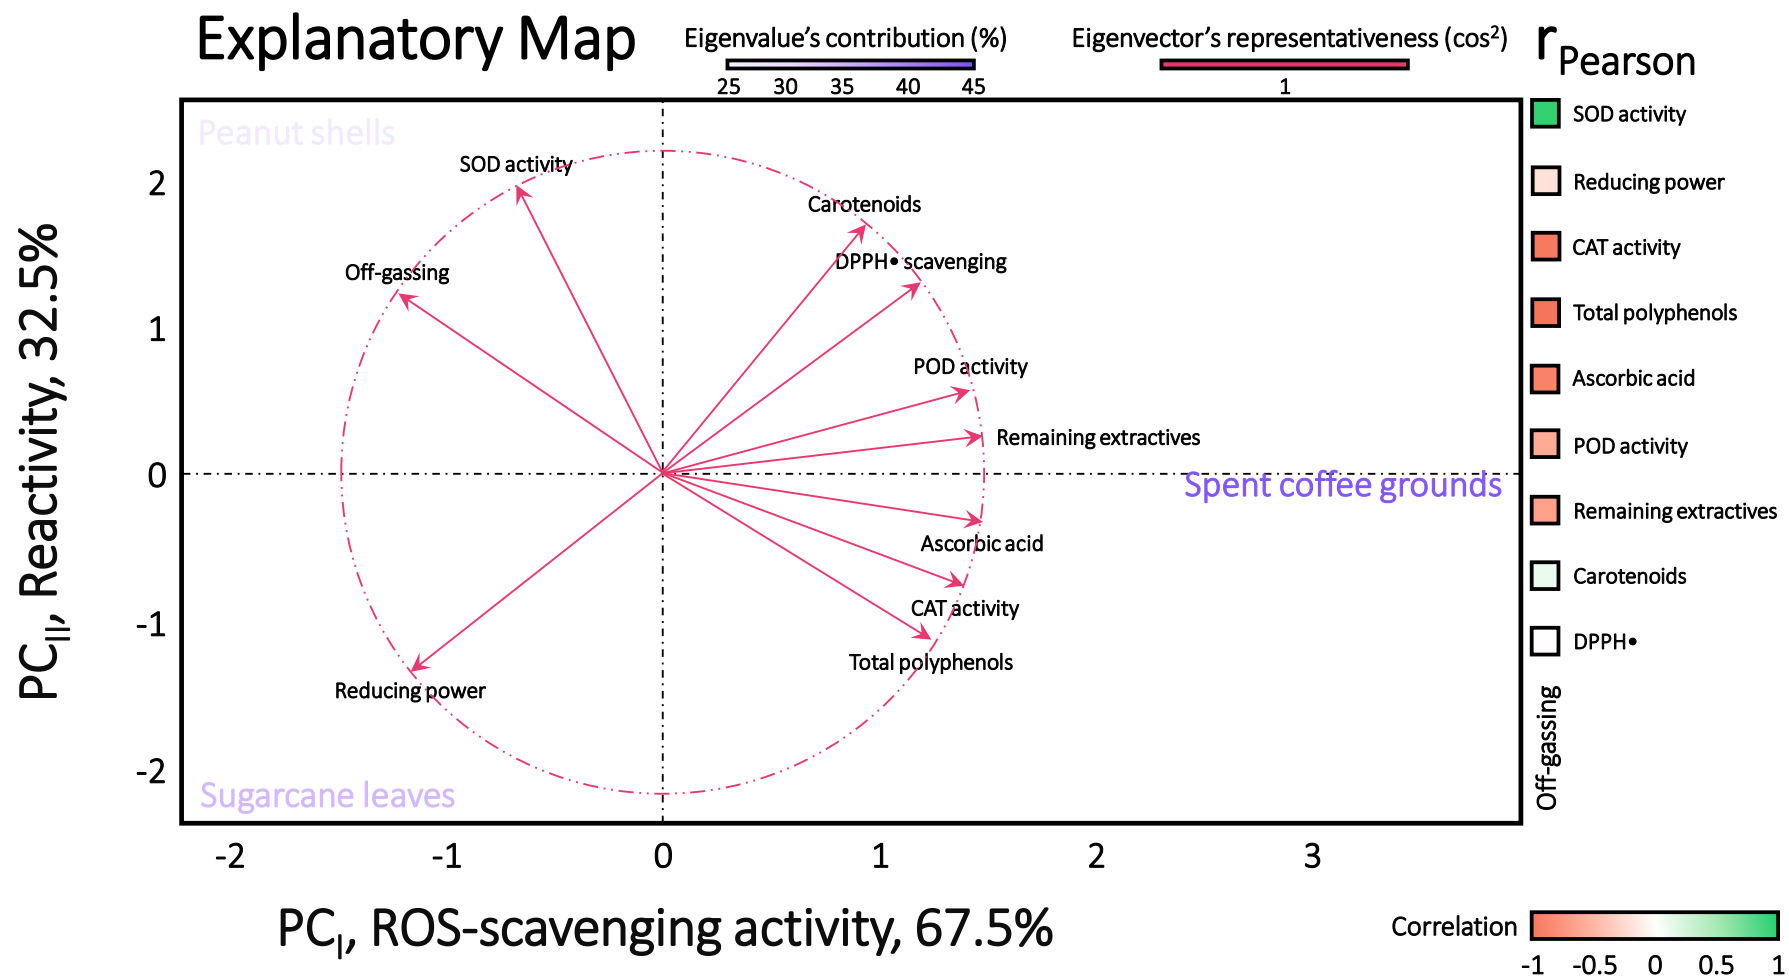 Explanatory Map
Eigenvalue's contribution (%)
25 30 35 40 45
Eigenvector's representativeness (cos²)
1
rPearson
Peanut shells
SOD activity
Carotenoids
DPPH• scavenging
Off-gassing
POD activity
Remaining extractives
Spent coffee grounds
Ascorbic acid
CAT activity
Total polyphenols
Reducing power
Sugarcane leaves
2
1
0
-1
-2
PCII, Reactivity, 32.5%
-2 -1 0 1 2 3
PCI, ROS-scavenging activity, 67.5%
SOD activity
Reducing power
CAT activity
Total polyphenols
Ascorbic acid
POD activity
Remaining extractives
Carotenoids
DPPH•
Off-gassing
Correlation
-1 -0.5 0 0.5 1